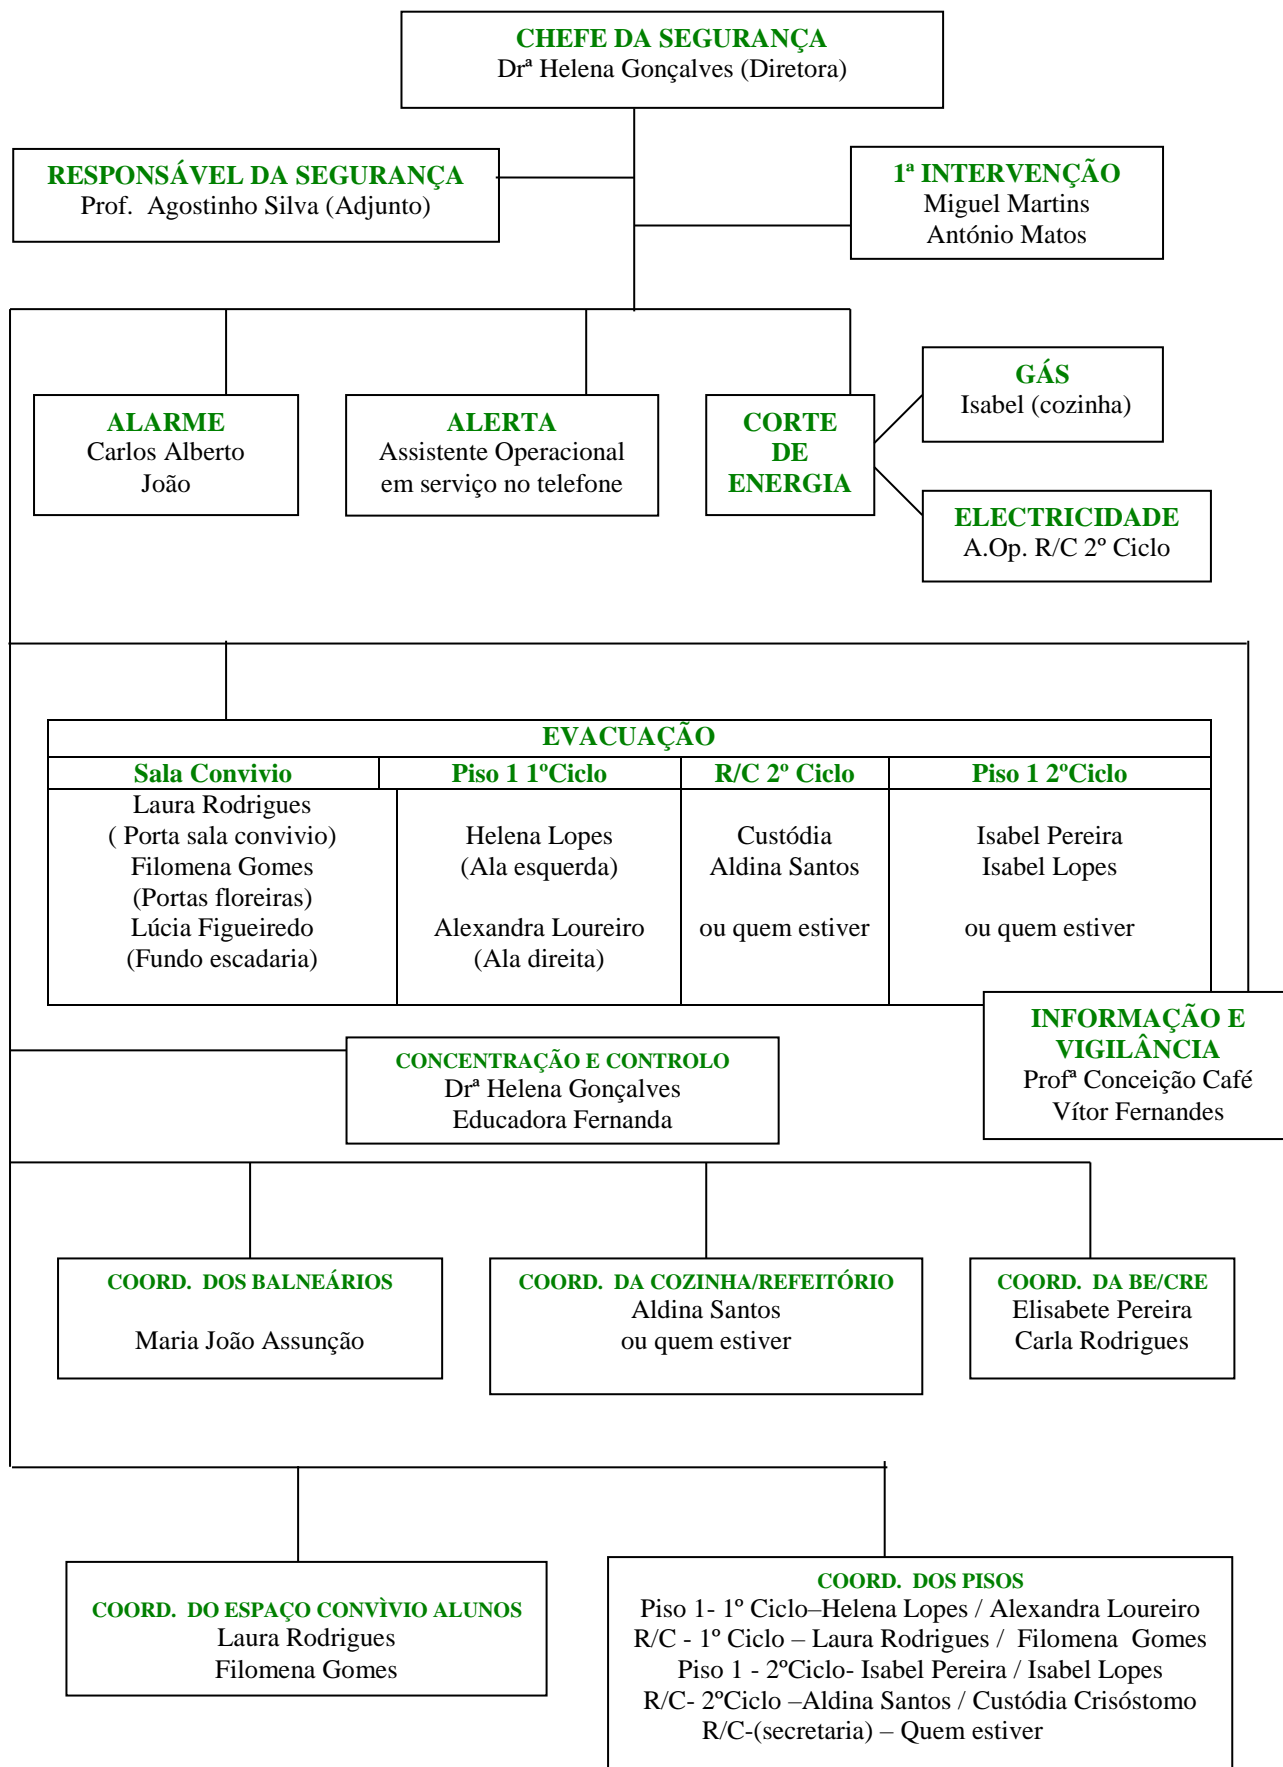 CHEFE DA SEGURANÇA
Drª Helena Gonçalves (Diretora)
RESPONSÁVEL DA SEGURANÇA
Prof.  Agostinho Silva (Adjunto)
1ª INTERVENÇÃO
Miguel Martins
António Matos
ALARME
Carlos Alberto
João
ALERTA
Assistente Operacional
em serviço no telefone
CORTE
DE
ENERGIA
GÁS
Isabel (cozinha)
ELECTRICIDADE
A.Op. R/C 2º Ciclo
EVACUAÇÃO
Sala Convivio
Laura Rodrigues
( Porta sala convivio)
Filomena Gomes
(Portas floreiras)
Lúcia Figueiredo
(Fundo escadaria)
Piso 1 1ºCiclo
Helena Lopes
(Ala esquerda)
Alexandra Loureiro
(Ala direita)
R/C 2º Ciclo
Custódia
Aldina Santos
ou quem estiver
Piso 1 2ºCiclo
Isabel Pereira
Isabel Lopes
ou quem estiver
INFORMAÇÃO E
VIGILÂNCIA
Profª Conceição Café
Vítor Fernandes
CONCENTRAÇÃO E CONTROLO
Drª Helena Gonçalves
Educadora Fernanda
COORD.  DOS BALNEÁRIOS
Maria João Assunção
COORD.  DA COZINHA/REFEITÓRIO
Aldina Santos
ou quem estiver
COORD.  DA BE/CRE
Elisabete Pereira
Carla Rodrigues
COORD.  DO ESPAÇO CONVÌVIO ALUNOS
Laura Rodrigues
Filomena Gomes
COORD.  DOS PISOS
Piso 1- 1º Ciclo–Helena Lopes / Alexandra Loureiro
R/C - 1º Ciclo – Laura Rodrigues /  Filomena  Gomes
Piso 1 - 2ºCiclo- Isabel Pereira / Isabel Lopes
R/C- 2ºCiclo –Aldina Santos / Custódia Crisóstomo
R/C-(secretaria) – Quem estiver